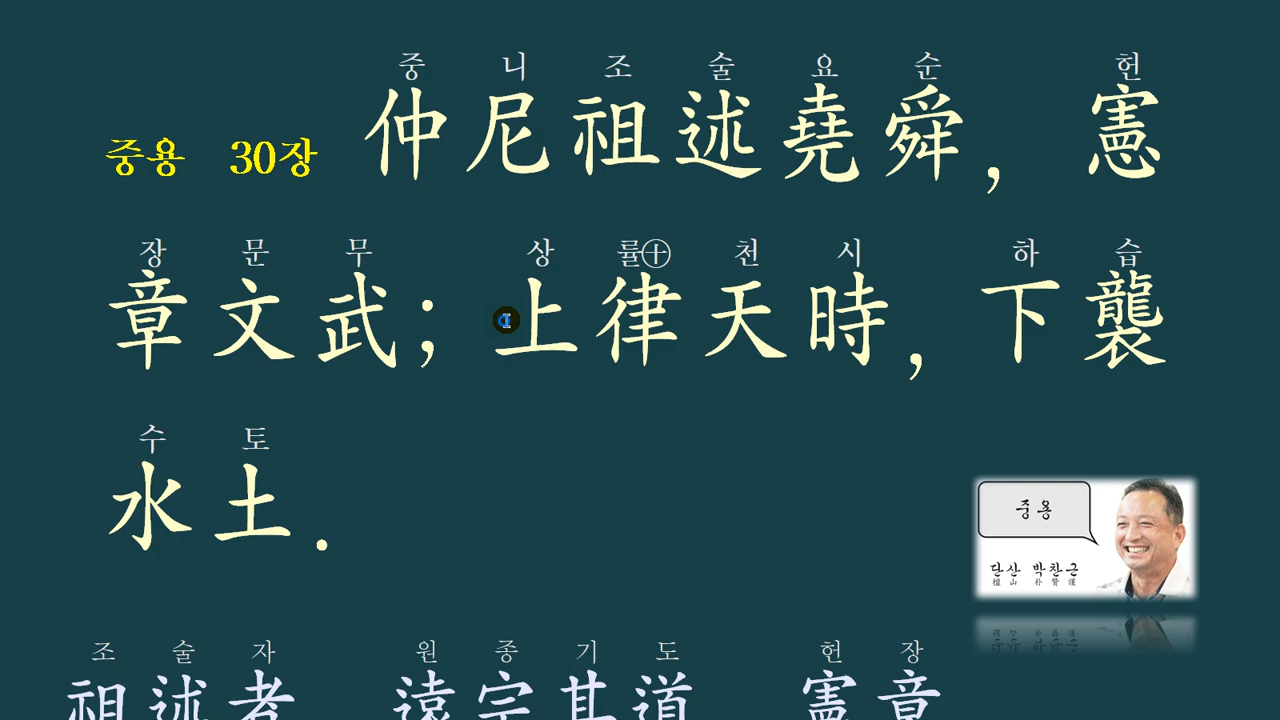 중 니 조 술 요 순 헌
중용 30장 仲尼祖述堯舜, 憲
장 문 무 상 률㊉ 천 시 하 습
章文武; 上律天時, 下襲
수 토
水土.
중용
단산 박찬근
檀山 朴贊謹
조 술 자 원 종 기 도 헌 장
祖述者 遠宗其道 憲章